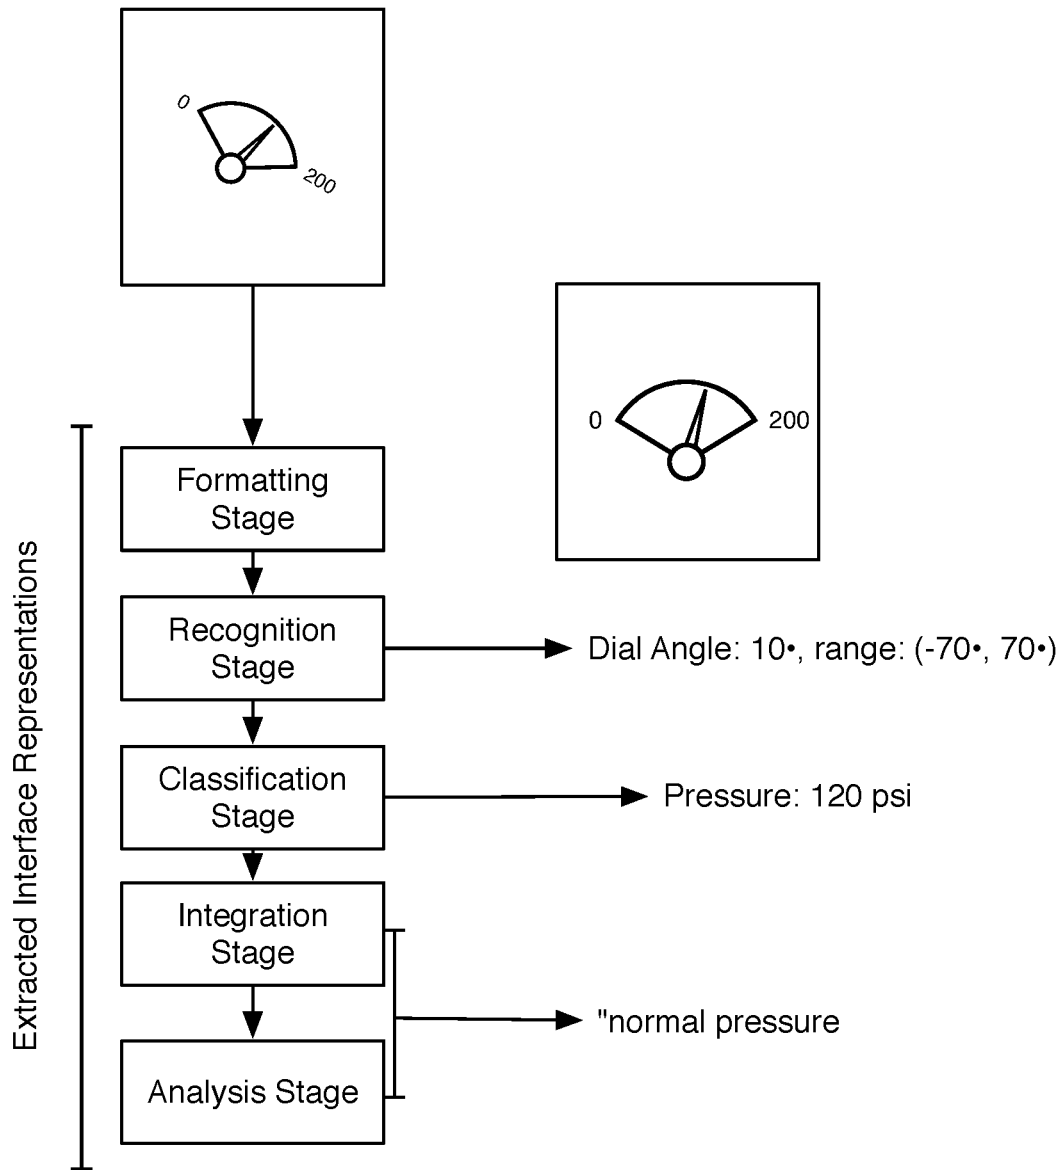 0
200
0
200
Formatting
Stage
Recognition
Stage
Dial Angle: 10•, range: (-70•, 70•)
Classification
Stage
Pressure: 120 psi
Integration
Stage
"normal pressure
Analysis Stage
Extracted Interface Representations